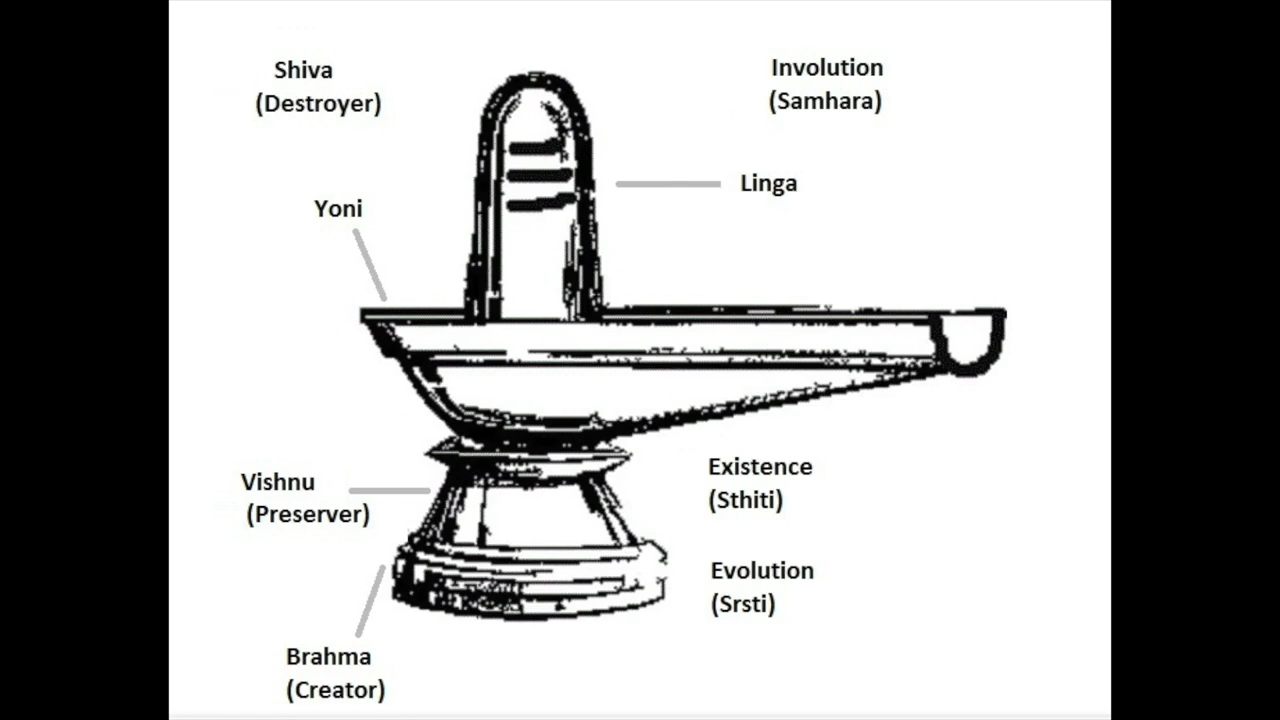 Shiva
(Destroyer)
Involution
(Samhara)
Linga
Yoni
Vishnu
(Preserver)
Existence
(Sthiti)
Evolution
(Srsti)
Brahma
(Creator)